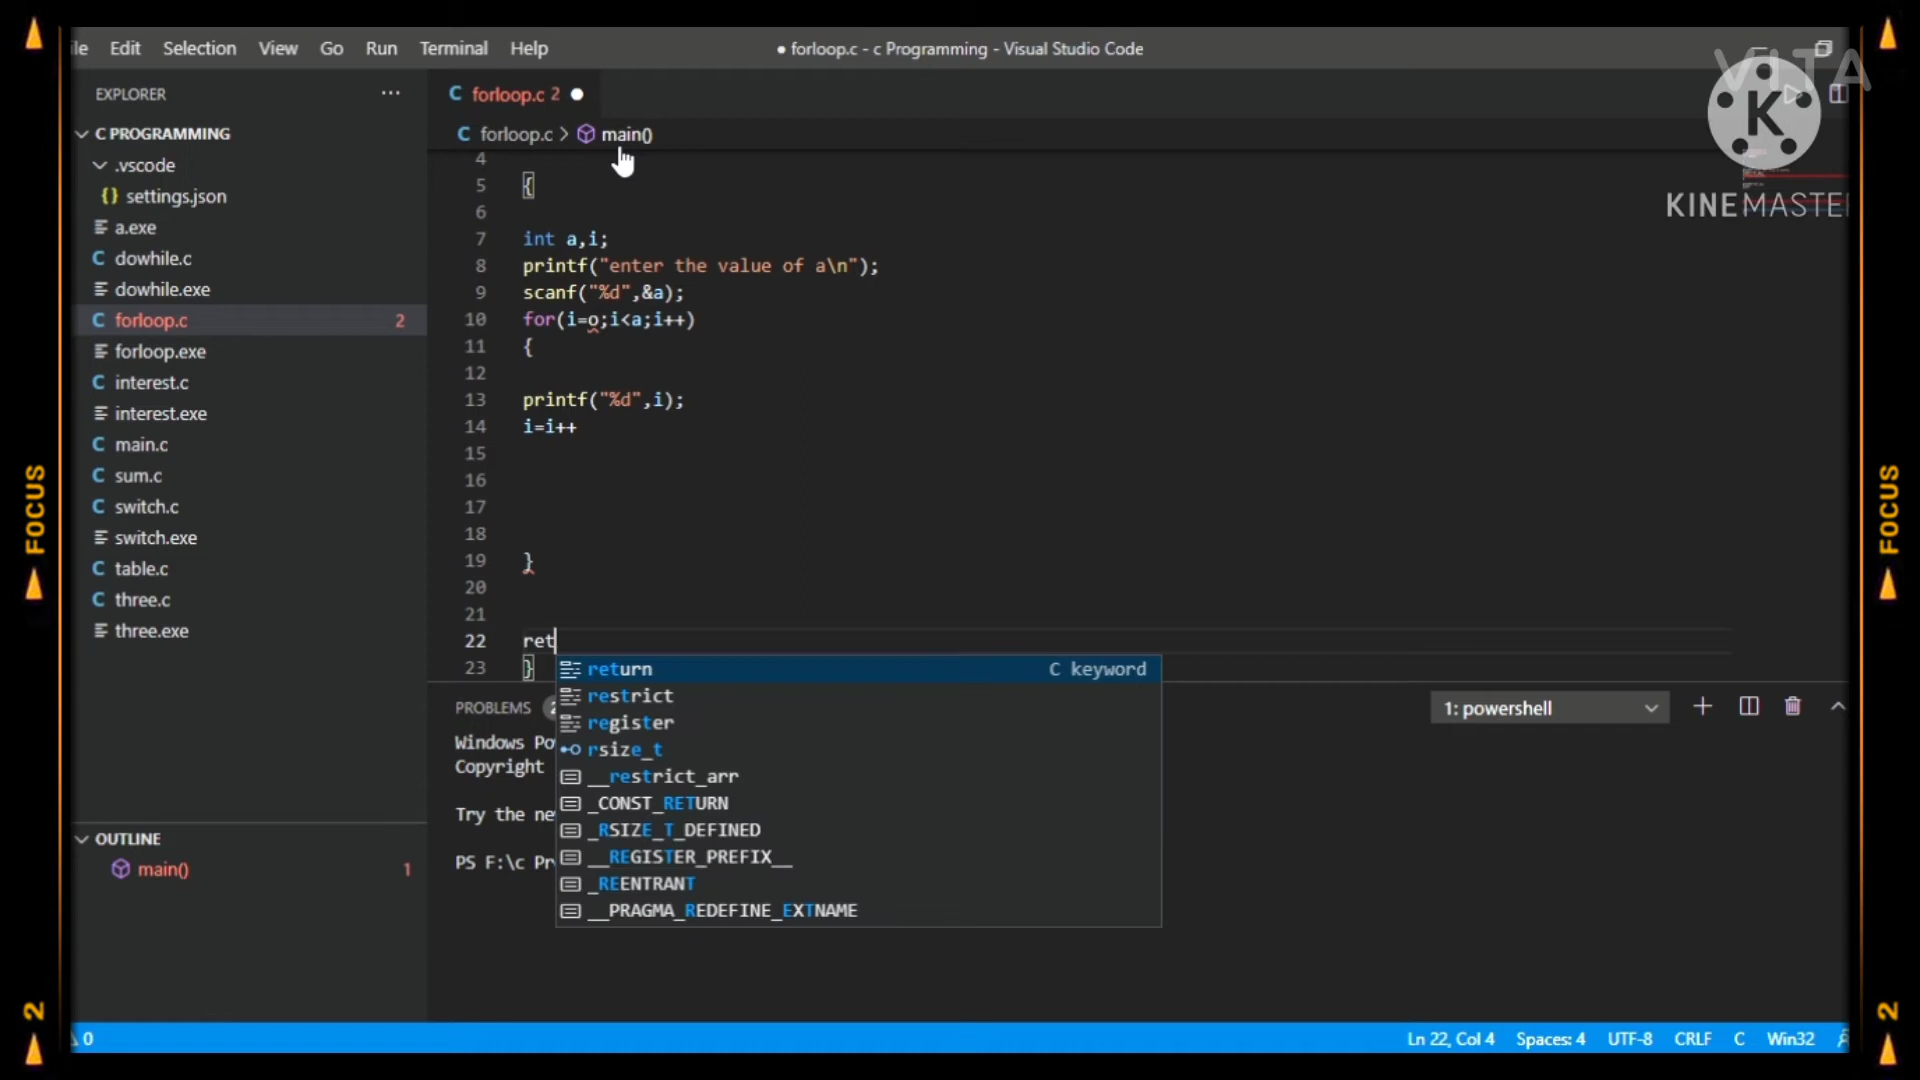 ile Edit Selection View Go Run Terminal Help
● forloop.c - c Programming - Visual Studio Code
VITA
K
KINEMASTER
EXPLORER ...
C PROGRAMMING
.vscode
{} settings.json
a.exe
C dowhile.c
dowhile.exe
C forloop.c 2
forloop.exe
C interest.c
interest.exe
C main.c
C sum.c
C switch.c
switch.exe
C table.c
C three.c
three.exe
OUTLINE
main() 1
C forloop.c 2 ●
C forloop.c > main()
4
5 {
6
7 int a,i;
8 printf("enter the value of a\n");
9 scanf("%d",&a);
10 for(i=o;i<a;i++)
11 {
12
13 printf("%d",i);
14 i=i++
15
16
17
18
19 }
20
21
22 ret
23 }
return C keyword
restrict
register
rsize_t
__restrict_arr
_CONST_RETURN
_RSIZE_T_DEFINED
__REGISTER_PREFIX__
_REENTRANT
__PRAGMA_REDEFINE_EXTNAME
PROBLEMS 2
1: powershell
Windows Po
Copyright
Try the ne
PS F:\c Pr
0
Ln 22, Col 4 Spaces: 4 UTF-8 CRLF C Win32
FOCUS
2
FOCUS
2